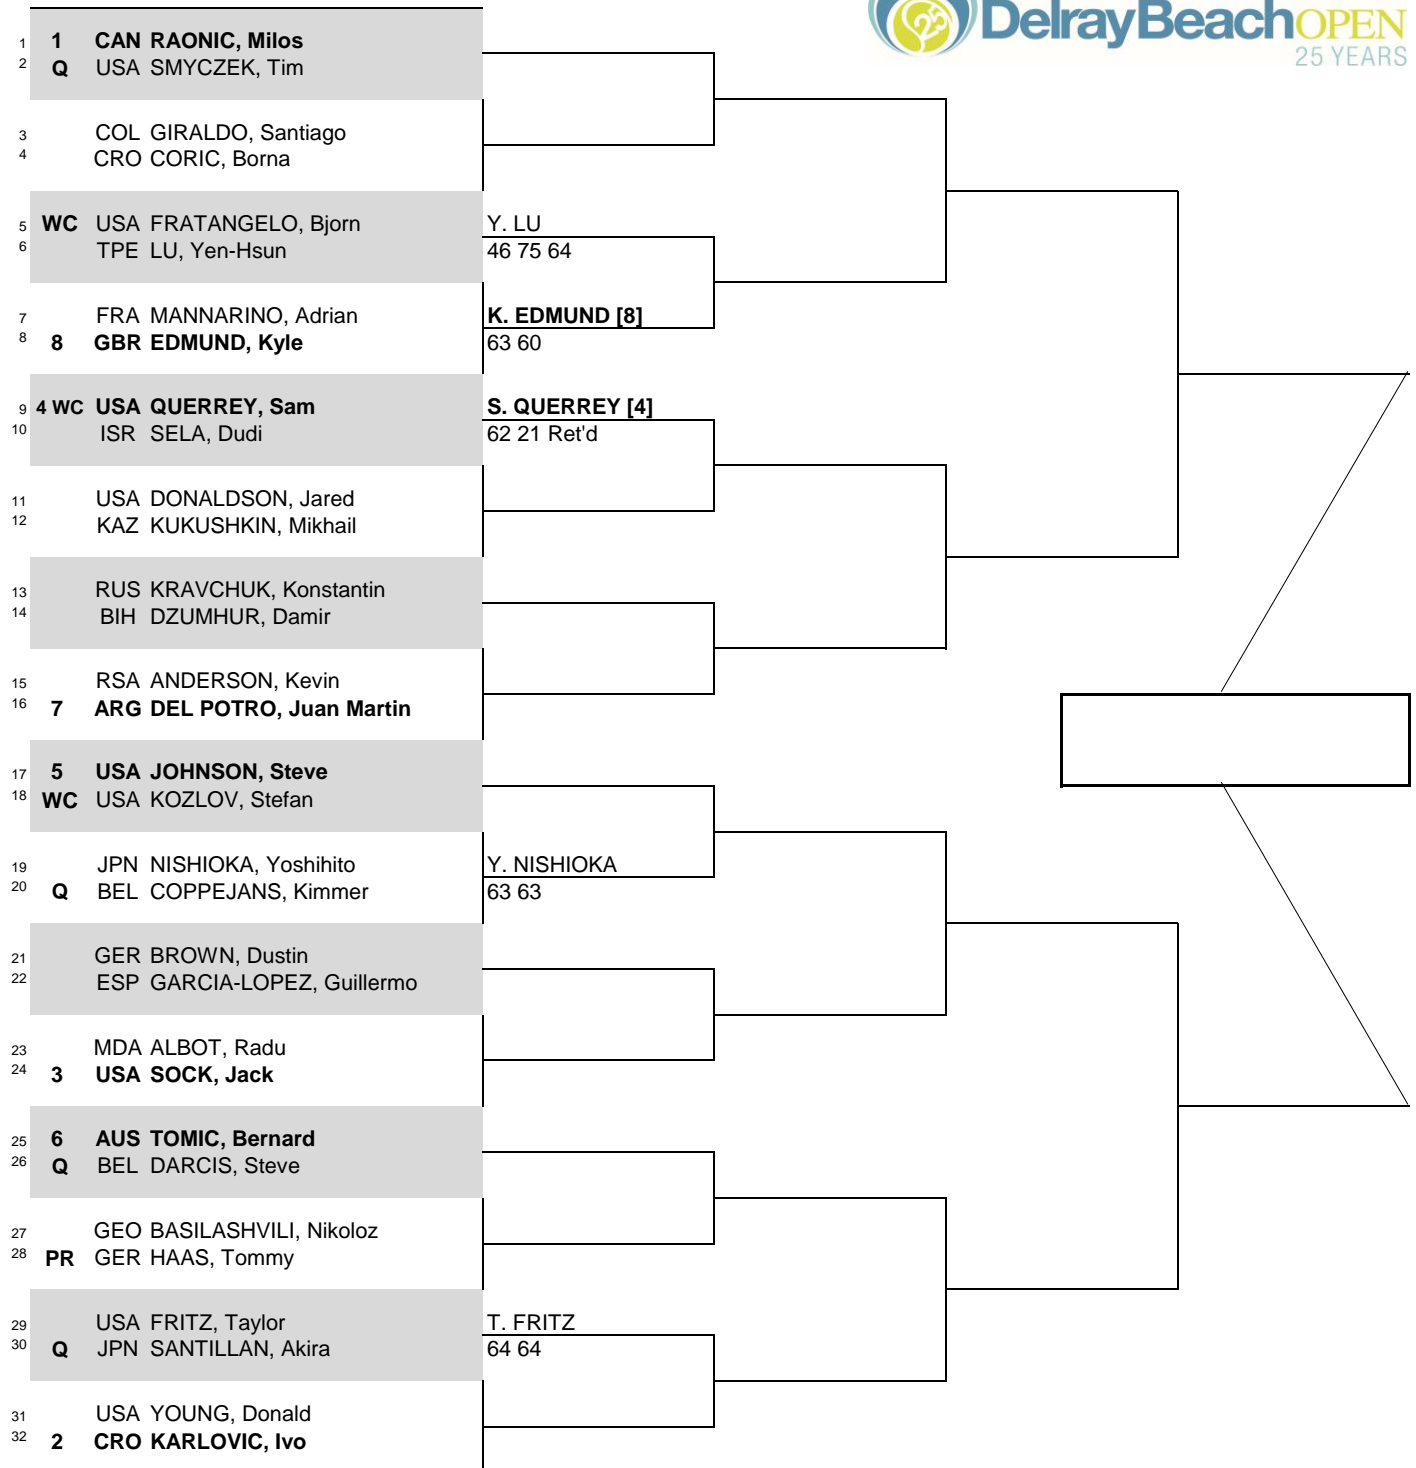 DelrayBeachOPEN
25 YEARS
25
1 1 CAN RAONIC, Milos
2 Q USA SMYCZEK, Tim
3 COL GIRALDO, Santiago
4 CRO CORIC, Borna
5 WC USA FRATANGELO, Bjorn Y. LU
6 TPE LU, Yen-Hsun 46 75 64
7 FRA MANNARINO, Adrian K. EDMUND [8]
8 8 GBR EDMUND, Kyle 63 60
9 4 WC USA QUERREY, Sam S. QUERREY [4]
10 ISR SELA, Dudi 62 21 Ret'd
11 USA DONALDSON, Jared
12 KAZ KUKUSHKIN, Mikhail
13 RUS KRAVCHUK, Konstantin
14 BIH DZUMHUR, Damir
15 RSA ANDERSON, Kevin
16 7 ARG DEL POTRO, Juan Martin
17 5 USA JOHNSON, Steve
18 WC USA KOZLOV, Stefan
19 JPN NISHIOKA, Yoshihito Y. NISHIOKA
20 Q BEL COPPEJANS, Kimmer 63 63
21 GER BROWN, Dustin
22 ESP GARCIA-LOPEZ, Guillermo
23 MDA ALBOT, Radu
24 3 USA SOCK, Jack
25 6 AUS TOMIC, Bernard
26 Q BEL DARCIS, Steve
27 GEO BASILASHVILI, Nikoloz
28 PR GER HAAS, Tommy
29 USA FRITZ, Taylor T. FRITZ
30 Q JPN SANTILLAN, Akira 64 64
31 USA YOUNG, Donald
32 2 CRO KARLOVIC, Ivo